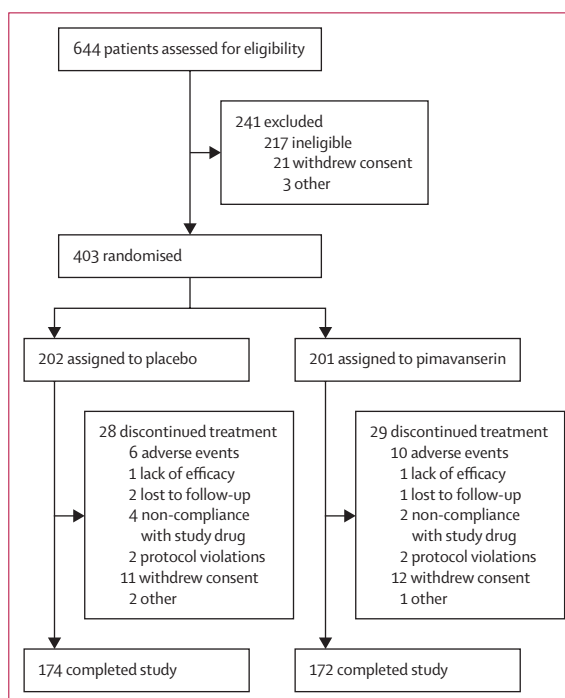 644 patients assessed for eligibility
241 excluded
217 ineligible
21 withdrew consent
3 other
403 randomised
202 assigned to placebo
201 assigned to pimavanserin
28 discontinued treatment
6 adverse events
1 lack of efficacy
2 lost to follow-up
4 non-compliance
with study drug
2 protocol violations
11 withdrew consent
2 other
29 discontinued treatment
10 adverse events
1 lack of efficacy
1 lost to follow-up
2 non-compliance
with study drug
2 protocol violations
12 withdrew consent
1 other
174 completed study
172 completed study